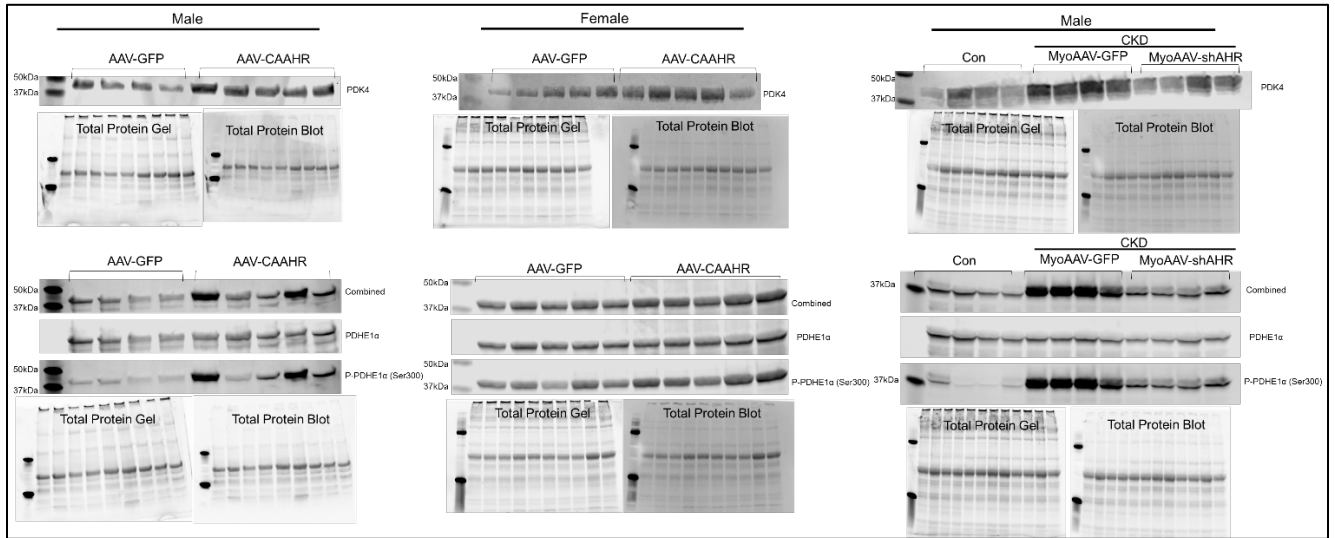 Male
AAV-GFP
AAV-CAAHR
50kDa
37kDa
PDK4
Total Protein Gel
Total Protein Blot
AAV-GFP
AAV-CAAHR
50kDa
37kDa
Combined
PDHE1α
50kDa
37kDa
P-PDHE1α (Ser300)
Total Protein Gel
Total Protein Blot
Female
AAV-GFP
AAV-CAAHR
50kDa
37kDa
PDK4
Total Protein Gel
Total Protein Blot
AAV-GFP
AAV-CAAHR
50kDa
37kDa
Combined
PDHE1α
50kDa
37kDa
P-PDHE1α (Ser300)
Total Protein Gel
Total Protein Blot
Male
CKD
Con
MyoAAV-GFP
MyoAAV-shAHR
50kDa
37kDa
PDK4
Total Protein Gel
Total Protein Blot
CKD
Con
MyoAAV-GFP
MyoAAV-shAHR
37kDa
Combined
PDHE1α
37kDa
P-PDHE1α (Ser300)
Total Protein Gel
Total Protein Blot